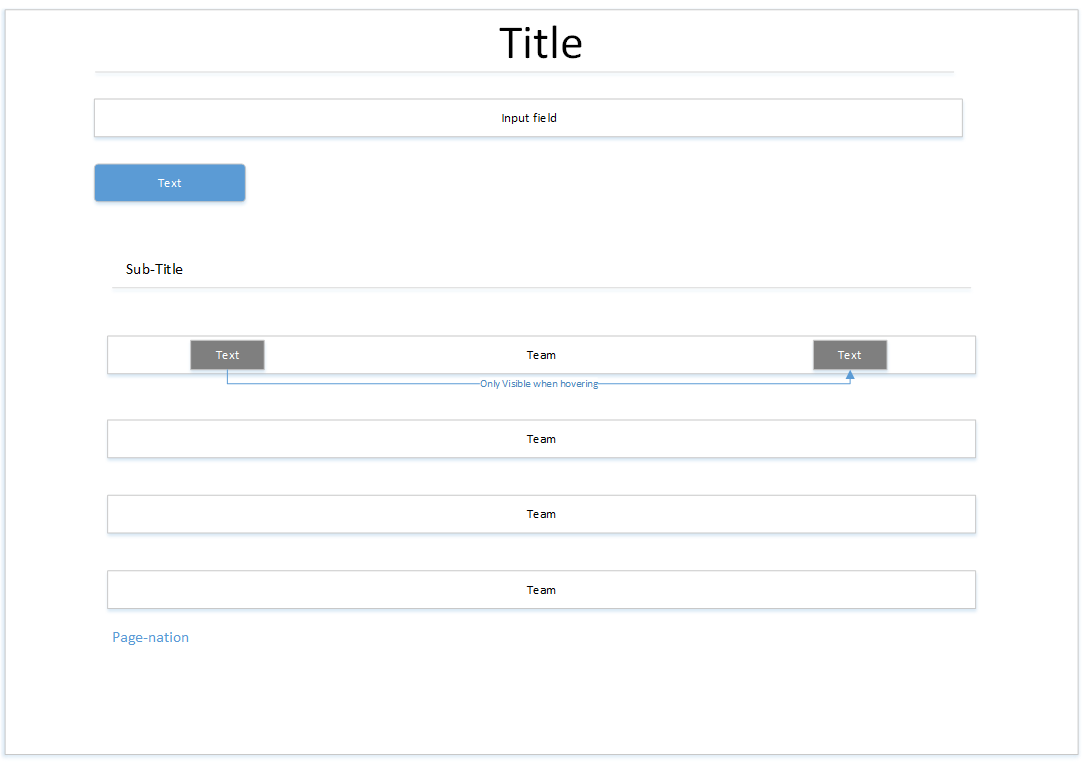 Title
Input field
Text
Sub-Title
Text Team Text
Only Visible when hovering
Team
Team
Team
Page-nation